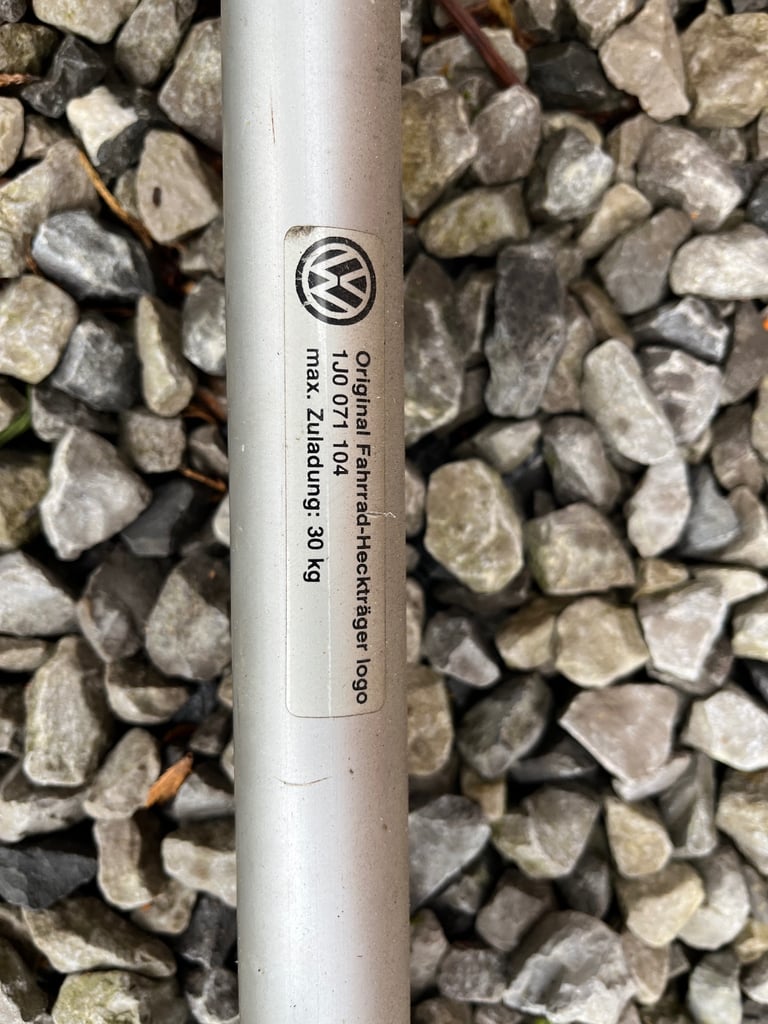 Original Fahrrad-Heckträger logo
1J0 071 104
max. Zuladung: 30 kg